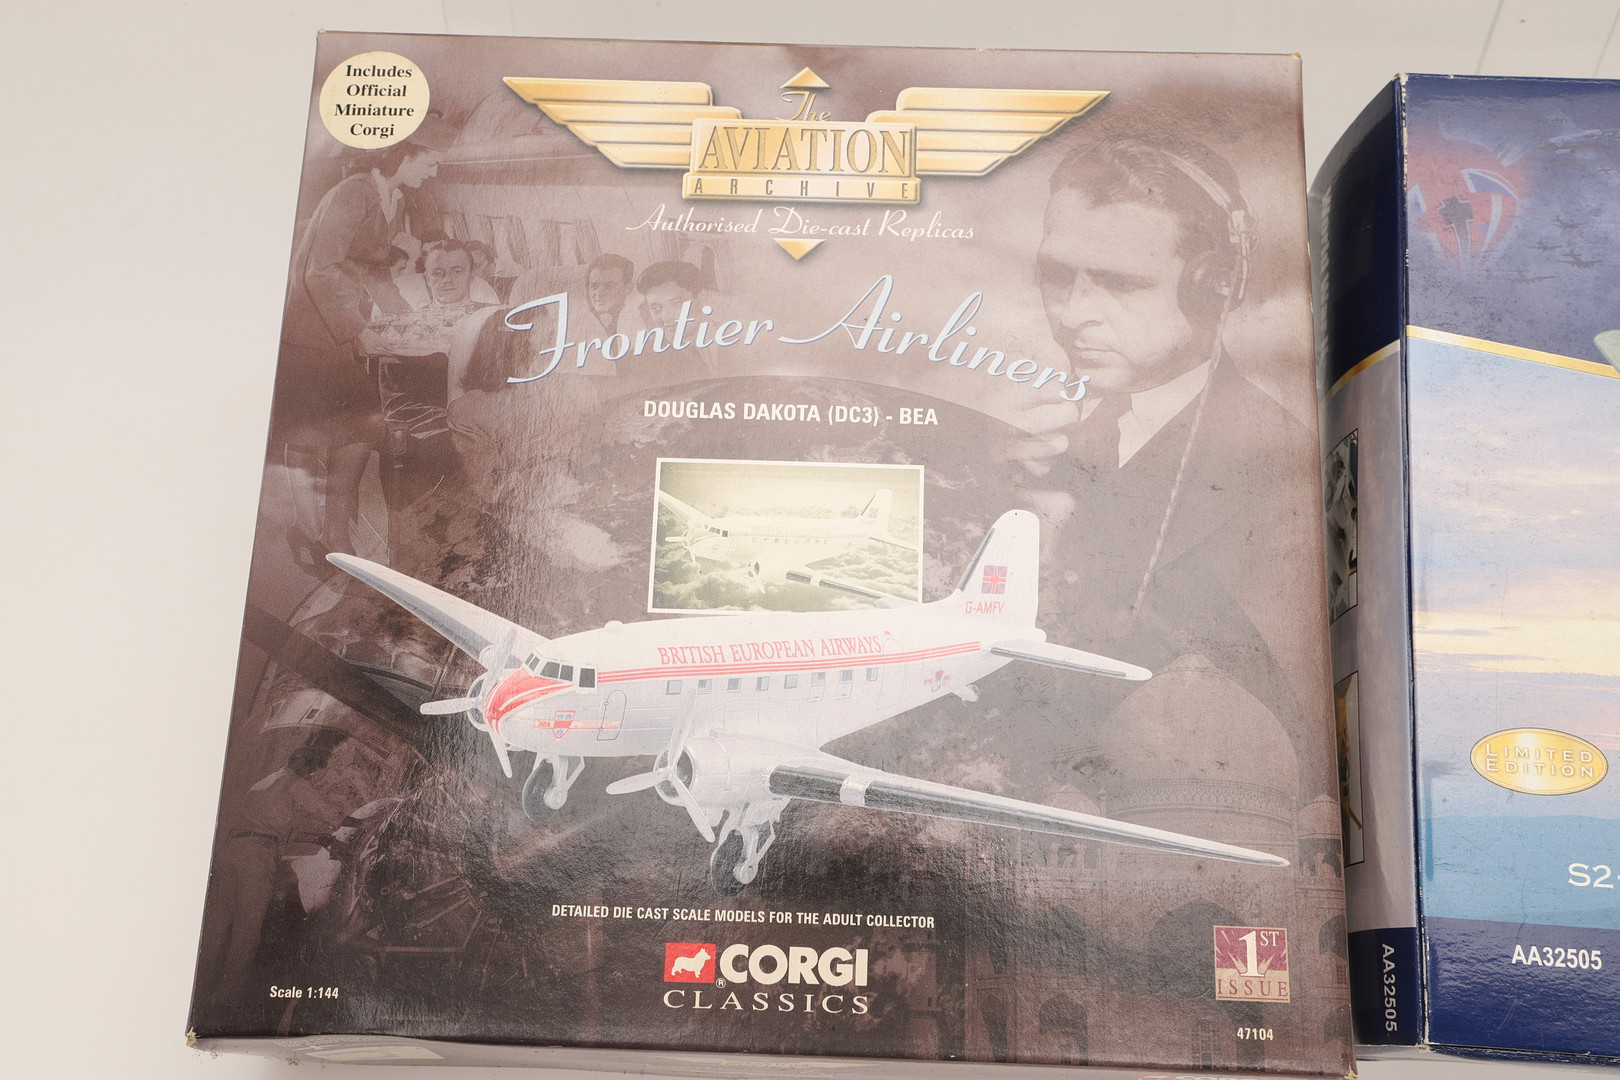 Includes
Official
Miniature
Corgi
The
AVIATION
ARCHIVE
Authorised Die-cast Replicas
Frontier Airliners
DOUGLAS DAKOTA (DC3) - BEA
G-AMFV
BRITISH EUROPEAN AIRWAYS
BEA
DETAILED DIE CAST SCALE MODELS FOR THE ADULT COLLECTOR
CORGI®
CLASSICS
Scale 1:144
1ST
ISSUE
47104
LIMITED
EDITION
S2-
AA32505
AA32505